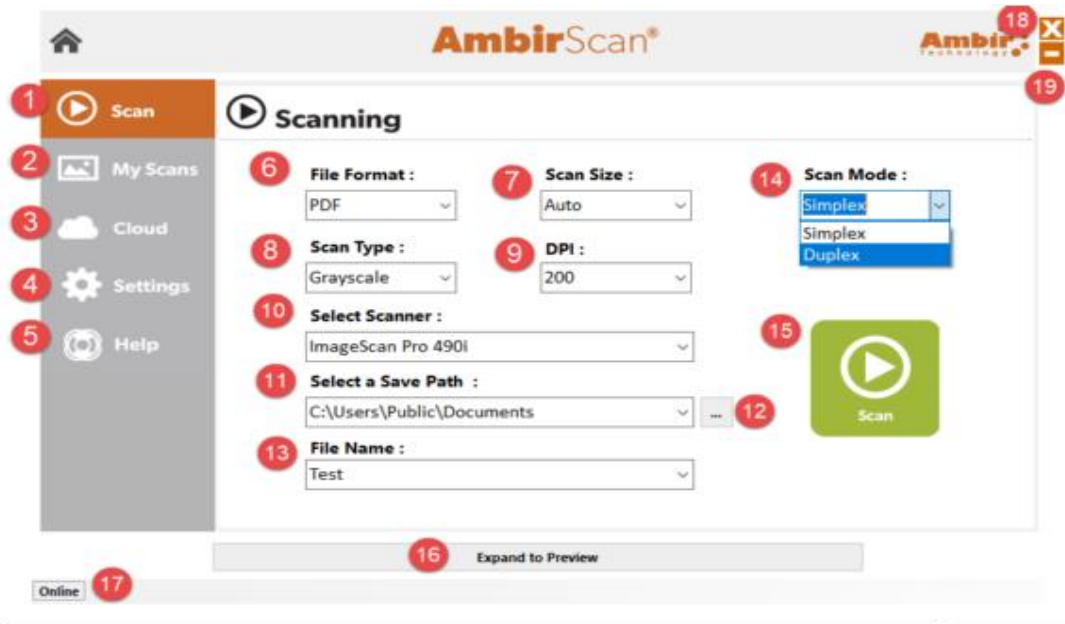 AmbirScan®
Ambir
Technology
18
19
1 Scan
2 My Scans
3 Cloud
4 Settings
5 Help
Scanning
6 File Format :
PDF
7 Scan Size :
Auto
14 Scan Mode :
Simplex
Simplex
Duplex
8 Scan Type :
Grayscale
9 DPI :
200
10 Select Scanner :
ImageScan Pro 490i
15
Scan
11 Select a Save Path :
C:\Users\Public\Documents
... 12
13 File Name :
Test
16 Expand to Preview
Online 17